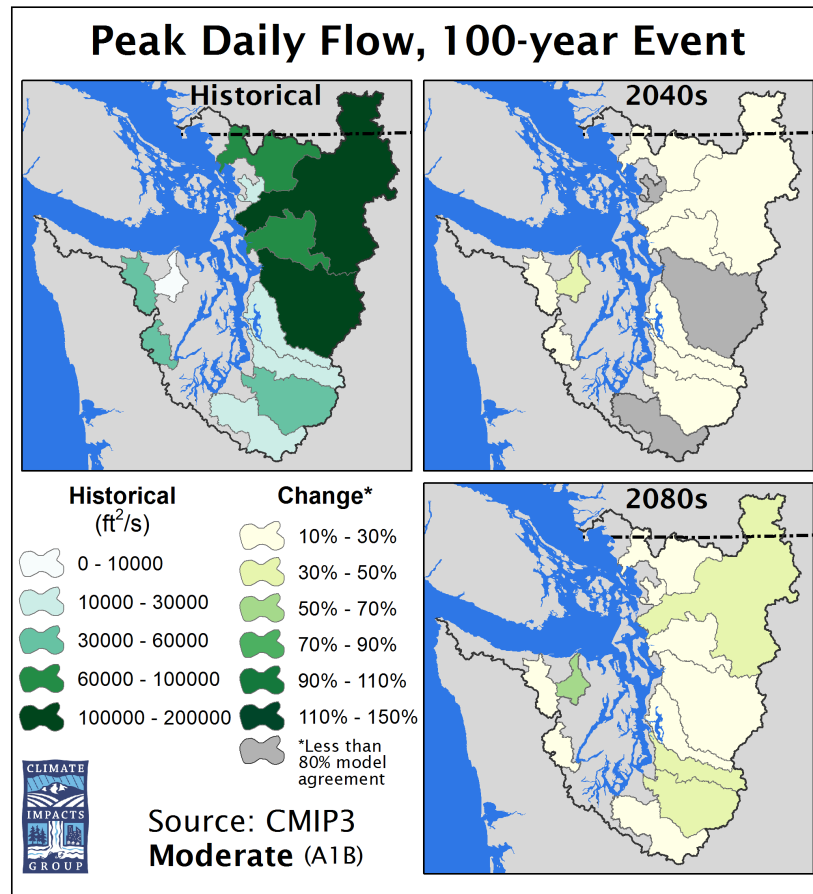 Peak Daily Flow, 100-year Event
Historical
2040s
Historical
(ft²/s)
0 - 10000
10000 - 30000
30000 - 60000
60000 - 100000
100000 - 200000
Change*
10% - 30%
30% - 50%
50% - 70%
70% - 90%
90% - 110%
110% - 150%
*Less than
80% model
agreement
2080s
CLIMATE
IMPACTS
GROUP
Source: CMIP3
Moderate (A1B)